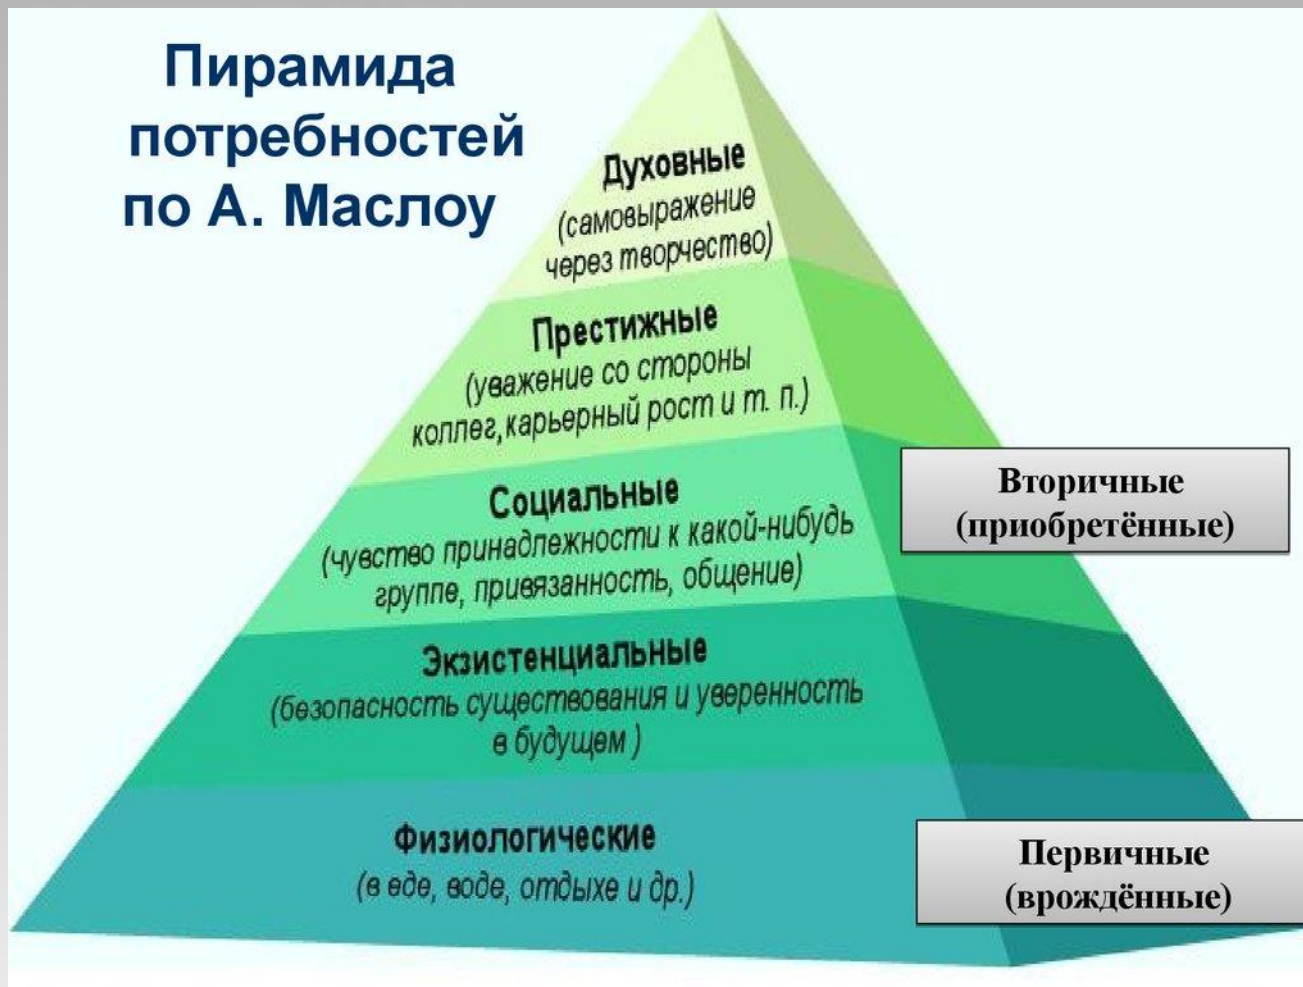 Пирамида
потребностей
по А. Маслоу
Духовные
(самовыражение
через творчество)
Престижные
(уважение со стороны
коллег,карьерный рост и т. п.)
Социальные
(чувство принадлежности к какой-нибудь
группе, привязанность, общение)
Экзистенциальные
(безопасность существования и уверенность
в будущем )
Физиологические
(в еде, воде, отдыхе и др.)
Вторичные
(приобретённые)
Первичные
(врождённые)